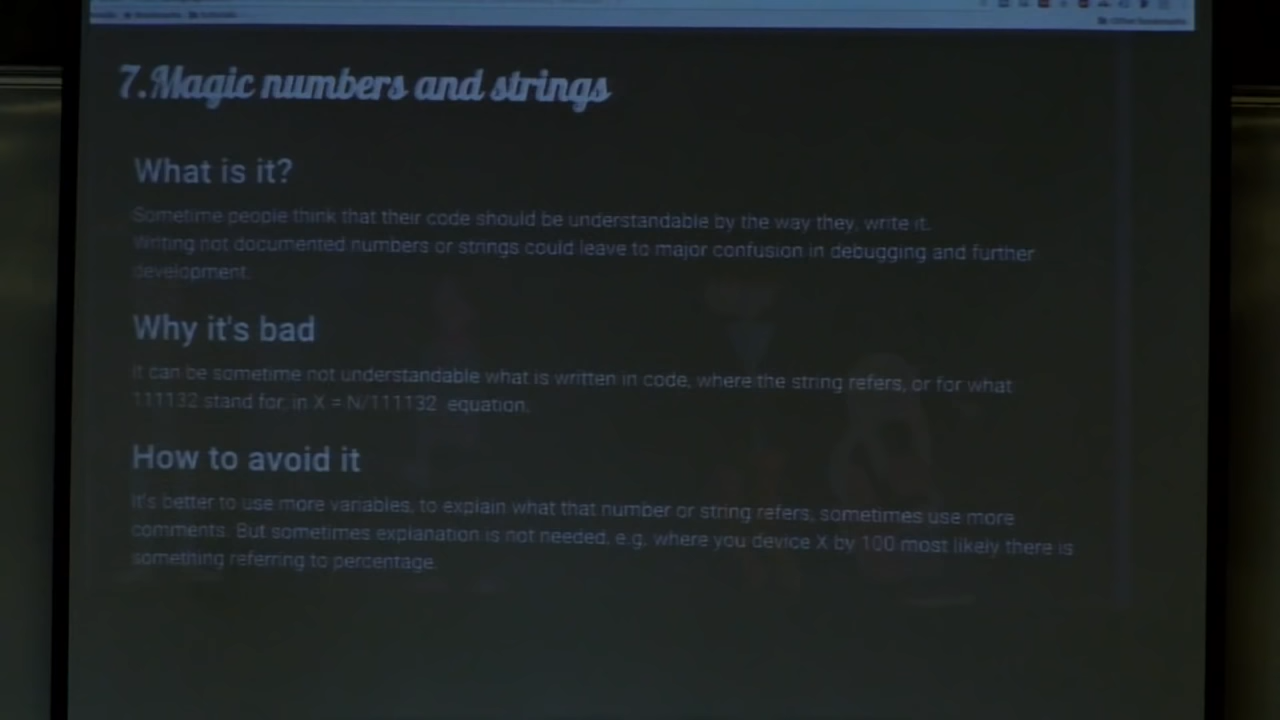 Other Bookmarks
7.Magic numbers and strings
What is it?
Sometime people think that their code should be understandable by the way they, write it.
Writing not documented numbers or strings could leave to major confusion in debugging and further
development.
Why it's bad
It can be sometime not understandable what is written in code, where the string refers, or for what
111132 stand for, in X = N/111132 equation.
How to avoid it
It's better to use more variables, to explain what that number or string refers, sometimes use more
comments. But sometimes explanation is not needed, e.g. where you device X by 100 most likely there is
something referring to percentage.